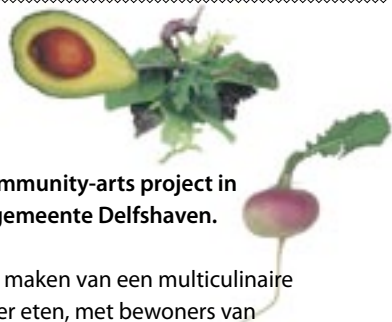 mmunity-arts project in
gemeente Delfshaven.
maken van een multiculinaire
er eten, met bewoners van